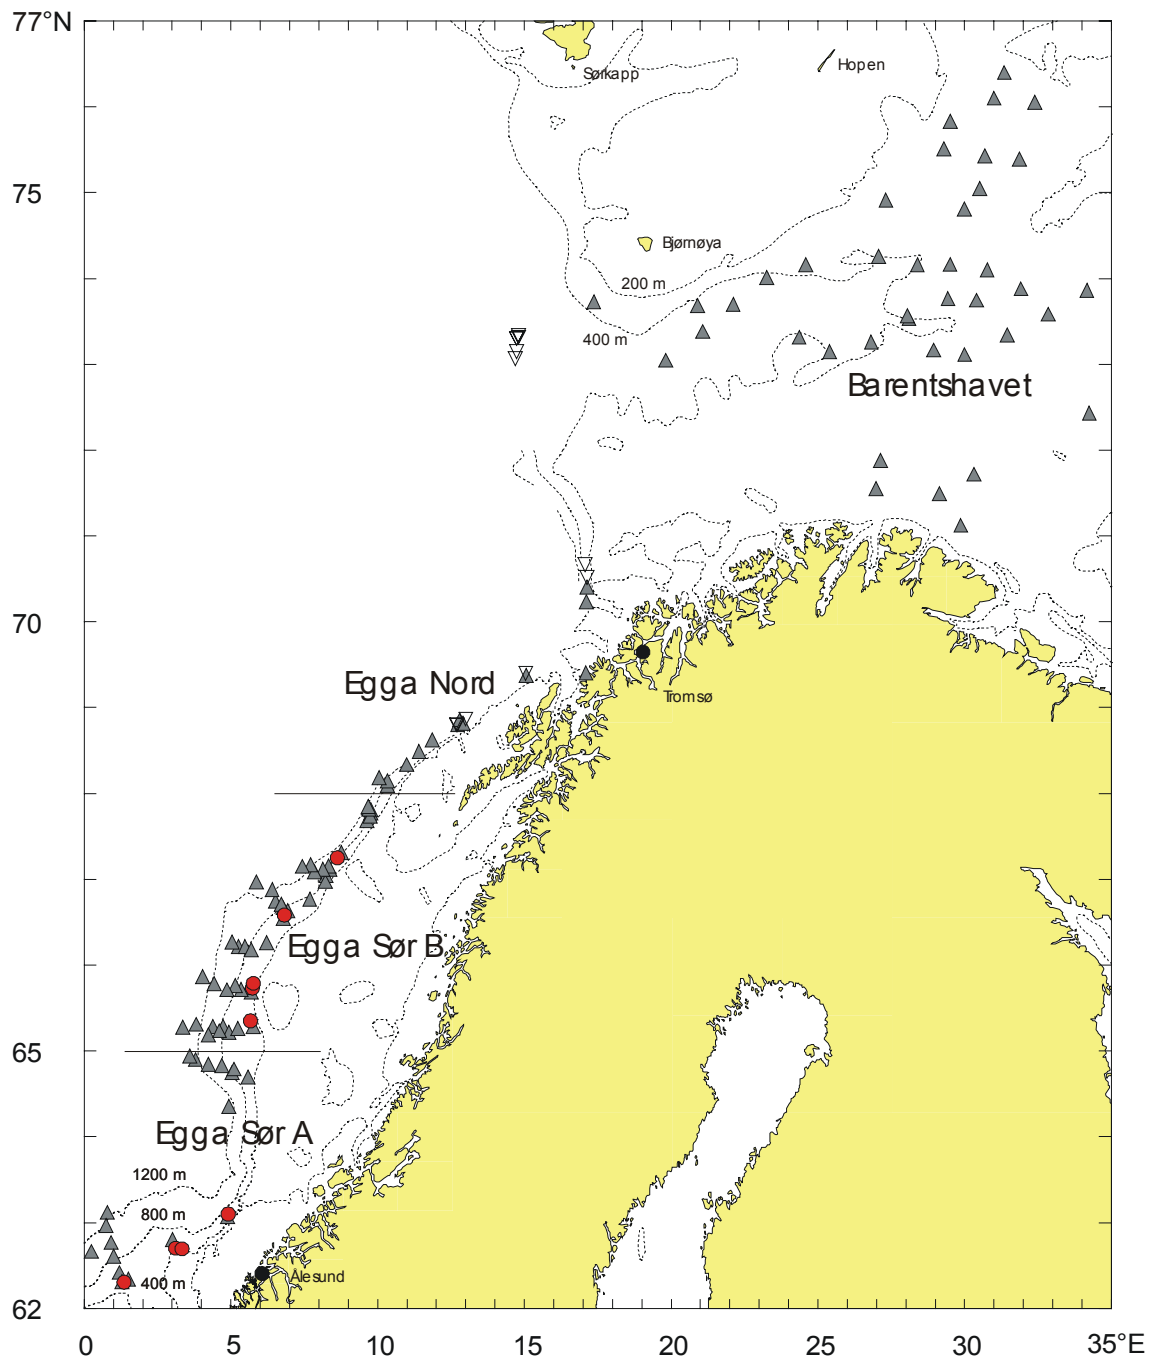 77°N
Sørkapp
Hopen
75
Bjørnøya
200 m
400 m
Barentshavet
70
Egga Nord
Tromsø
Egga Sør B
65
Egga Sør A
1200 m
800 m
400 m
Ålesund
62
0 5 10 15 20 25 30 35°E